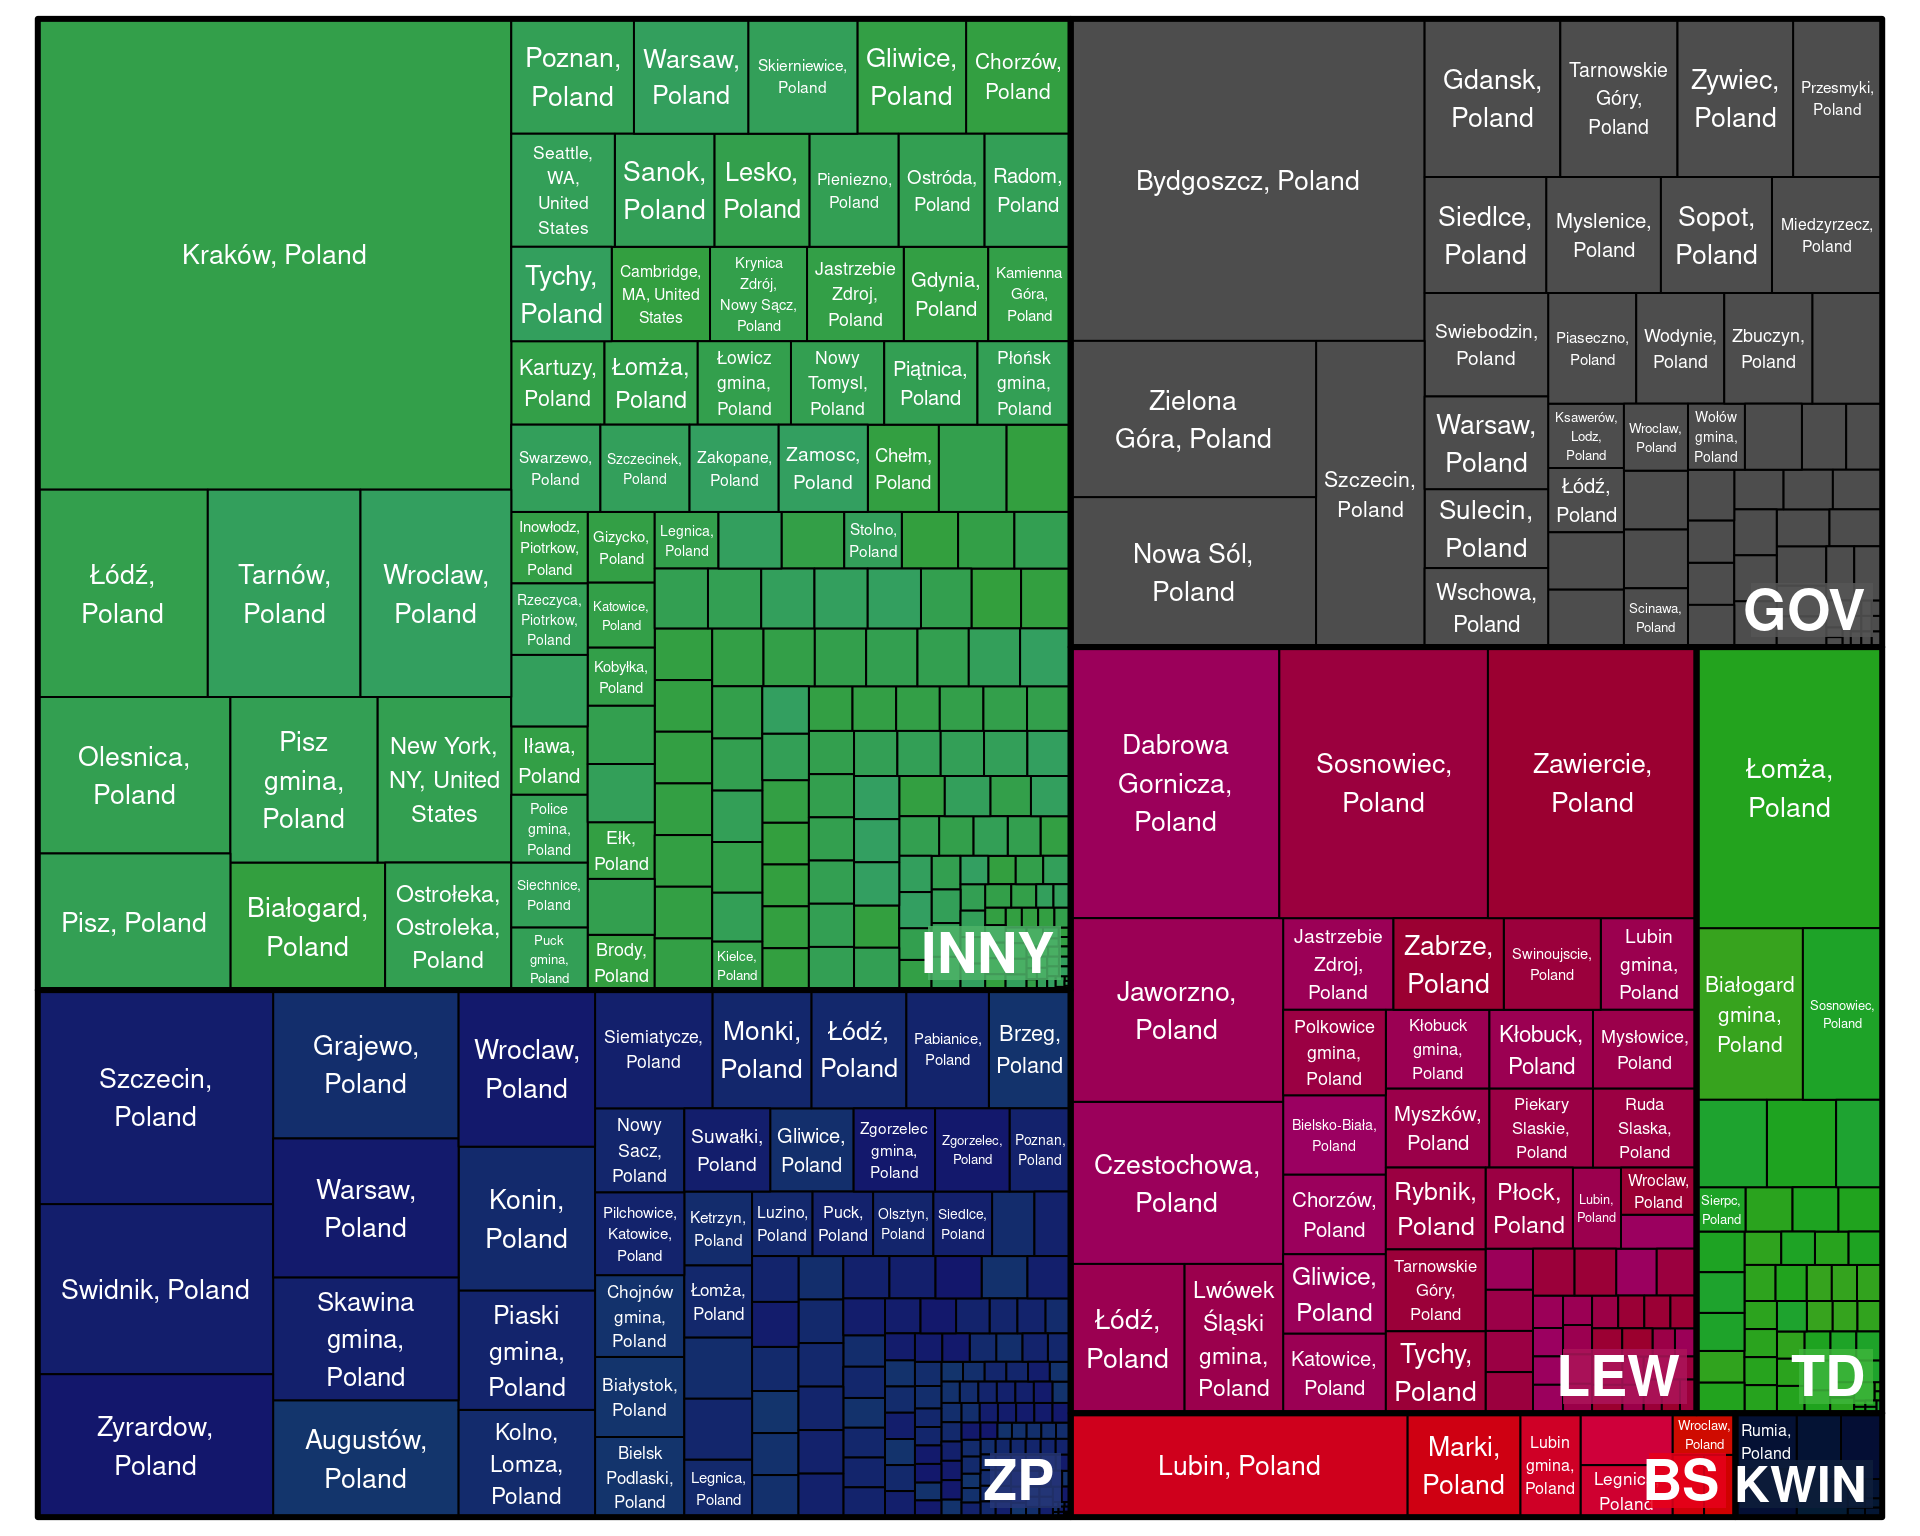 Kraków, Poland
Łódź,
Poland
Tarnów,
Poland
Wroclaw,
Poland
Olesnica,
Poland
Pisz
gmina,
Poland
New York,
NY, United
States
Pisz, Poland
Białogard,
Poland
Ostrołeka,
Ostroleka,
Poland
Poznan,
Poland
Warsaw,
Poland
Skierniewice,
Poland
Gliwice,
Poland
Chorzów,
Poland
Seattle,
WA,
United
States
Sanok,
Poland
Lesko,
Poland
Pieniezno,
Poland
Ostróda,
Poland
Radom,
Poland
Tychy,
Poland
Cambridge,
MA, United
States
Krynica
Zdrój,
Nowy Sącz,
Poland
Jastrzebie
Zdroj,
Poland
Gdynia,
Poland
Kamienna
Góra,
Poland
Kartuzy,
Poland
Łomża,
Poland
Łowicz
gmina,
Poland
Nowy
Tomysl,
Poland
Piątnica,
Poland
Płońsk
gmina,
Poland
Swarzewo,
Poland
Szczecinek,
Poland
Zakopane,
Poland
Zamosc,
Poland
Chełm,
Poland
Inowłodz,
Piotrkow,
Poland
Gizycko,
Poland
Legnica,
Poland
Stolno,
Poland
Rzeczyca,
Piotrkow,
Poland
Katowice,
Poland
Kobyłka,
Poland
Iława,
Poland
Police
gmina,
Poland
Ełk,
Poland
Siechnice,
Poland
Puck
gmina,
Poland
Brody,
Poland
Kielce,
Poland
INNY
Bydgoszcz, Poland
Zielona
Góra, Poland
Nowa Sól,
Poland
Szczecin,
Poland
Gdansk,
Poland
Tarnowskie
Góry,
Poland
Zywiec,
Poland
Przesmyki,
Poland
Siedlce,
Poland
Myslenice,
Poland
Sopot,
Poland
Miedzyrzecz,
Poland
Swiebodzin,
Poland
Piaseczno,
Poland
Wodynie,
Poland
Zbuczyn,
Poland
Warsaw,
Poland
Ksawerów,
Lodz,
Poland
Wroclaw,
Poland
Wołów
gmina,
Poland
Łódź,
Poland
Sulecin,
Poland
Wschowa,
Poland
Scinawa,
Poland
GOV
Dabrowa
Gornicza,
Poland
Sosnowiec,
Poland
Zawiercie,
Poland
Jaworzno,
Poland
Czestochowa,
Poland
Łódź,
Poland
Lwówek
Śląski
gmina,
Poland
Jastrzebie
Zdroj,
Poland
Zabrze,
Poland
Swinoujscie,
Poland
Lubin
gmina,
Poland
Polkowice
gmina,
Poland
Kłobuck
gmina,
Poland
Kłobuck,
Poland
Mysłowice,
Poland
Bielsko-Biała,
Poland
Myszków,
Poland
Piekary
Slaskie,
Poland
Ruda
Slaska,
Poland
Chorzów,
Poland
Rybnik,
Poland
Płock,
Poland
Lubin,
Poland
Wroclaw,
Poland
Gliwice,
Poland
Tarnowskie
Góry,
Poland
Katowice,
Poland
Tychy,
Poland
LEW
Łomża,
Poland
Białogard
gmina,
Poland
Sosnowiec,
Poland
Sierpc,
Poland
TD
Szczecin,
Poland
Swidnik, Poland
Zyrardow,
Poland
Grajewo,
Poland
Warsaw,
Poland
Skawina
gmina,
Poland
Augustów,
Poland
Wroclaw,
Poland
Konin,
Poland
Piaski
gmina,
Poland
Kolno,
Lomza,
Poland
Siemiatycze,
Poland
Monki,
Poland
Łódź,
Poland
Pabianice,
Poland
Brzeg,
Poland
Nowy
Sacz,
Poland
Suwałki,
Poland
Gliwice,
Poland
Zgorzelec
gmina,
Poland
Zgorzelec,
Poland
Poznan,
Poland
Pilchowice,
Katowice,
Poland
Ketrzyn,
Poland
Luzino,
Poland
Puck,
Poland
Olsztyn,
Poland
Siedlce,
Poland
Chojnów
gmina,
Poland
Łomża,
Poland
Białystok,
Poland
Bielsk
Podlaski,
Poland
Legnica,
Poland
ZP
Lubin, Poland
Marki,
Poland
Lubin
gmina,
Poland
Legnica,
Poland
Wroclaw,
Poland
BS
Rumia,
Poland
KWIN